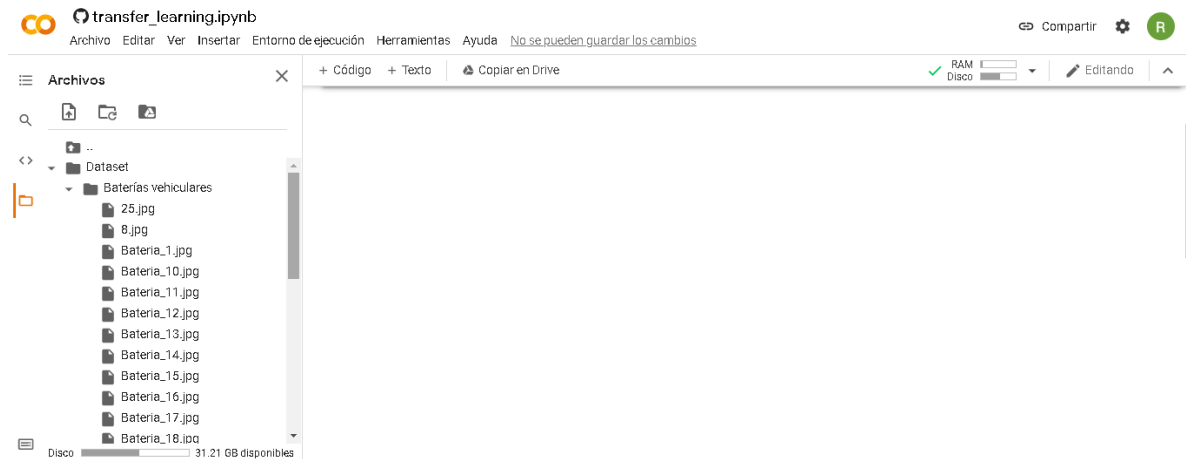 transfer_learning.ipynb
Archivo Editar Ver Insertar Entorno de ejecución Herramientas Ayuda No se pueden guardar los cambios
Compartir
R
Archivos
+ Código + Texto Copiar en Drive
RAM
Disco
Editando
..
Dataset
Baterías vehiculares
25.jpg
8.jpg
Bateria_1.jpg
Bateria_10.jpg
Bateria_11.jpg
Bateria_12.jpg
Bateria_13.jpg
Bateria_14.jpg
Bateria_15.jpg
Bateria_16.jpg
Bateria_17.jpg
Bateria_18.jpg
Disco 31.21 GB disponibles